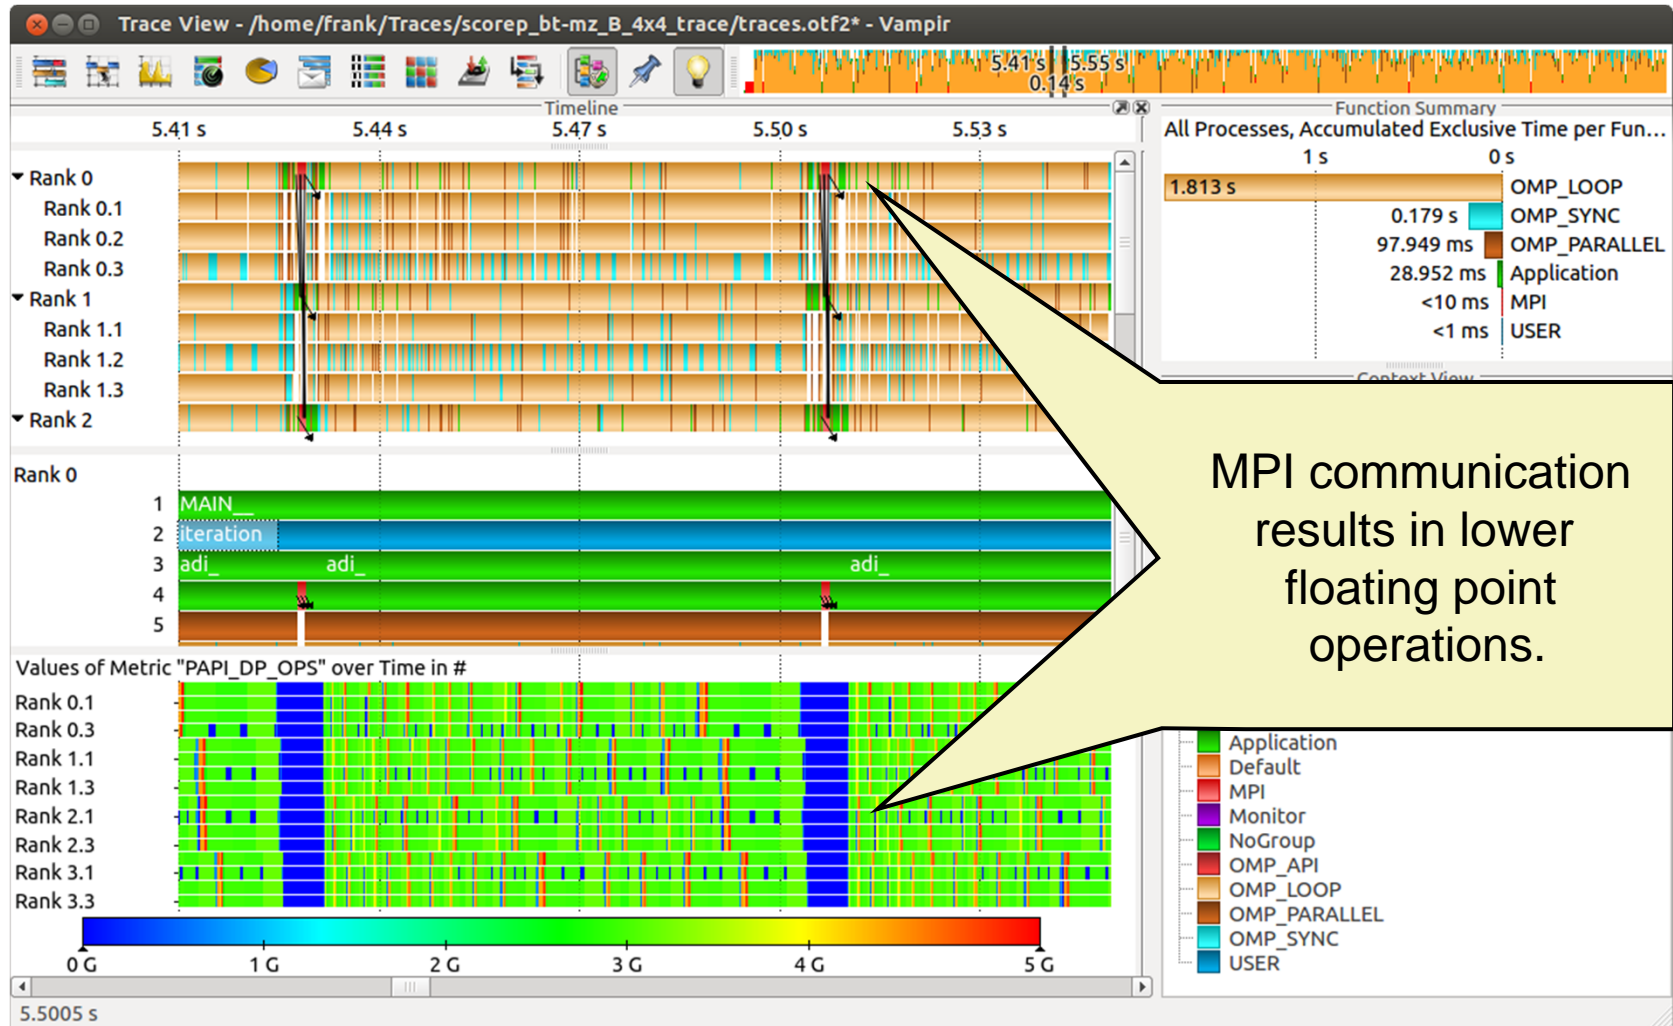 Trace View - /home/frank/Traces/scorep_bt-mz_B_4x4_trace/traces.otf2* - Vampir
5.41 s 5.55 s
0.14 s
Timeline
5.41 s 5.44 s 5.47 s 5.50 s 5.53 s
Rank 0
Rank 0.1
Rank 0.2
Rank 0.3
Rank 1
Rank 1.1
Rank 1.2
Rank 1.3
Rank 2
Rank 0
1 MAIN__
2 iteration
3 adi_ adi_ adi_
4
5
Values of Metric "PAPI_DP_OPS" over Time in #
Rank 0.1
Rank 0.3
Rank 1.1
Rank 1.3
Rank 2.1
Rank 2.3
Rank 3.1
Rank 3.3
0 G 1 G 2 G 3 G 4 G 5 G
5.5005 s
Function Summary
All Processes, Accumulated Exclusive Time per Fun...
1 s 0 s
1.813 s OMP_LOOP
0.179 s OMP_SYNC
97.949 ms OMP_PARALLEL
28.952 ms Application
<10 ms MPI
<1 ms USER
Context View
MPI communication
results in lower
floating point
operations.
Application
Default
MPI
Monitor
NoGroup
OMP_API
OMP_LOOP
OMP_PARALLEL
OMP_SYNC
USER